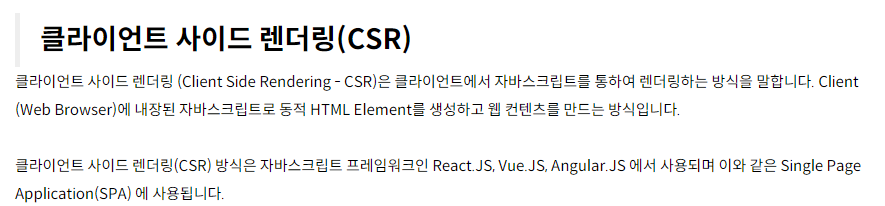 클라이언트 사이드 렌더링(CSR)
클라이언트 사이드 렌더링 (Client Side Rendering - CSR)은 클라이언트에서 자바스크립트를 통하여 렌더링하는 방식을 말합니다. Client
(Web Browser)에 내장된 자바스크립트로 동적 HTML Element를 생성하고 웹 컨텐츠를 만드는 방식입니다.
클라이언트 사이드 렌더링(CSR) 방식은 자바스크립트 프레임워크인 React.JS, Vue.JS, Angular.JS 에서 사용되며 이와 같은 Single Page
Application(SPA) 에 사용됩니다.